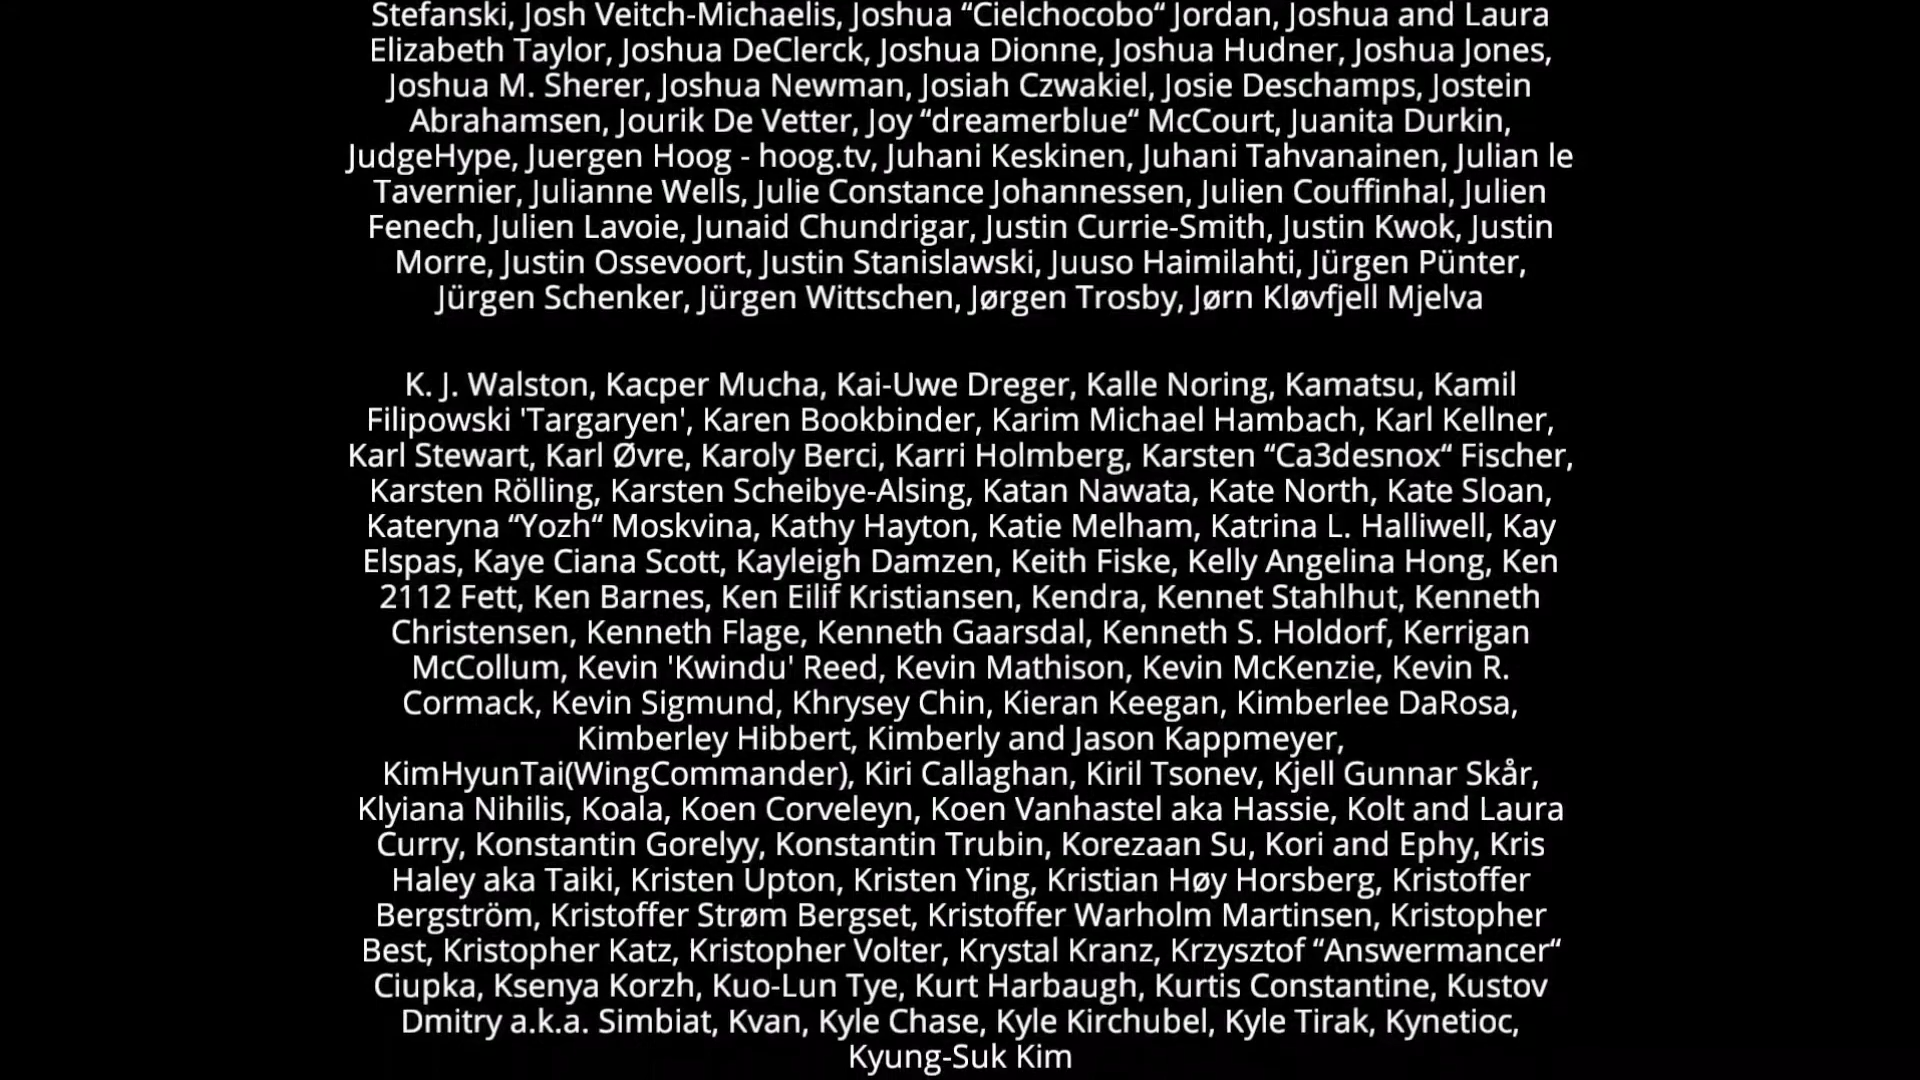 Stefanski, Josh Veitch-Michaelis, Joshua “Cielchocobo“ Jordan, Joshua and Laura
Elizabeth Taylor, Joshua DeClerck, Joshua Dionne, Joshua Hudner, Joshua Jones,
Joshua M. Sherer, Joshua Newman, Josiah Czwakiel, Josie Deschamps, Jostein
Abrahamsen, Jourik De Vetter, Joy “dreamerblue“ McCourt, Juanita Durkin,
JudgeHype, Juergen Hoog - hoog.tv, Juhani Keskinen, Juhani Tahvanainen, Julian le
Tavernier, Julianne Wells, Julie Constance Johannessen, Julien Couffinhal, Julien
Fenech, Julien Lavoie, Junaid Chundrigar, Justin Currie-Smith, Justin Kwok, Justin
Morre, Justin Ossevoort, Justin Stanislawski, Juuso Haimilahti, Jürgen Pünter,
Jürgen Schenker, Jürgen Wittschen, Jørgen Trosby, Jørn Kløvfjell Mjelva
K. J. Walston, Kacper Mucha, Kai-Uwe Dreger, Kalle Noring, Kamatsu, Kamil
Filipowski 'Targaryen', Karen Bookbinder, Karim Michael Hambach, Karl Kellner,
Karl Stewart, Karl Øvre, Karoly Berci, Karri Holmberg, Karsten “Ca3desnox“ Fischer,
Karsten Rölling, Karsten Scheibye-Alsing, Katan Nawata, Kate North, Kate Sloan,
Kateryna “Yozh“ Moskvina, Kathy Hayton, Katie Melham, Katrina L. Halliwell, Kay
Elspas, Kaye Ciana Scott, Kayleigh Damzen, Keith Fiske, Kelly Angelina Hong, Ken
2112 Fett, Ken Barnes, Ken Eilif Kristiansen, Kendra, Kennet Stahlhut, Kenneth
Christensen, Kenneth Flage, Kenneth Gaarsdal, Kenneth S. Holdorf, Kerrigan
McCollum, Kevin 'Kwindu' Reed, Kevin Mathison, Kevin McKenzie, Kevin R.
Cormack, Kevin Sigmund, Khrysey Chin, Kieran Keegan, Kimberlee DaRosa,
Kimberley Hibbert, Kimberly and Jason Kappmeyer,
KimHyunTai(WingCommander), Kiri Callaghan, Kiril Tsonev, Kjell Gunnar Skår,
Klyiana Nihilis, Koala, Koen Corveleyn, Koen Vanhastel aka Hassie, Kolt and Laura
Curry, Konstantin Gorelyy, Konstantin Trubin, Korezaan Su, Kori and Ephy, Kris
Haley aka Taiki, Kristen Upton, Kristen Ying, Kristian Høy Horsberg, Kristoffer
Bergström, Kristoffer Strøm Bergset, Kristoffer Warholm Martinsen, Kristopher
Best, Kristopher Katz, Kristopher Volter, Krystal Kranz, Krzysztof “Answermancer“
Ciupka, Ksenya Korzh, Kuo-Lun Tye, Kurt Harbaugh, Kurtis Constantine, Kustov
Dmitry a.k.a. Simbiat, Kvan, Kyle Chase, Kyle Kirchubel, Kyle Tirak, Kynetioc,
Kyung-Suk Kim